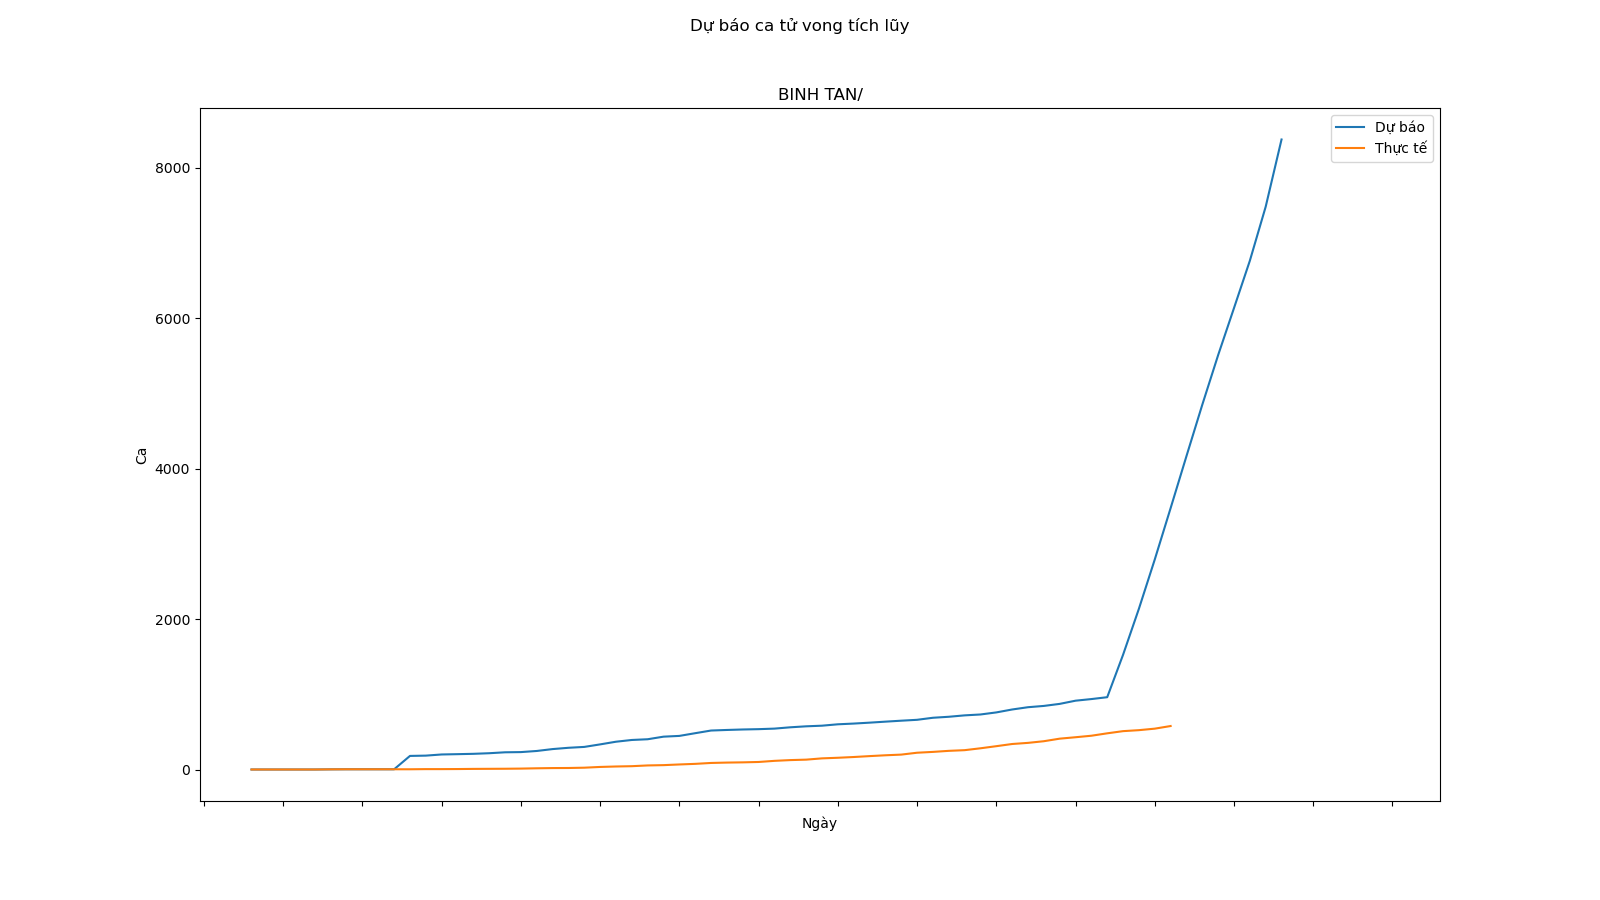 Dự báo ca tử vong tích lũy
BINH TAN/
Dự báo
Thực tế
8000
6000
4000
2000
0
Ca
Ngày